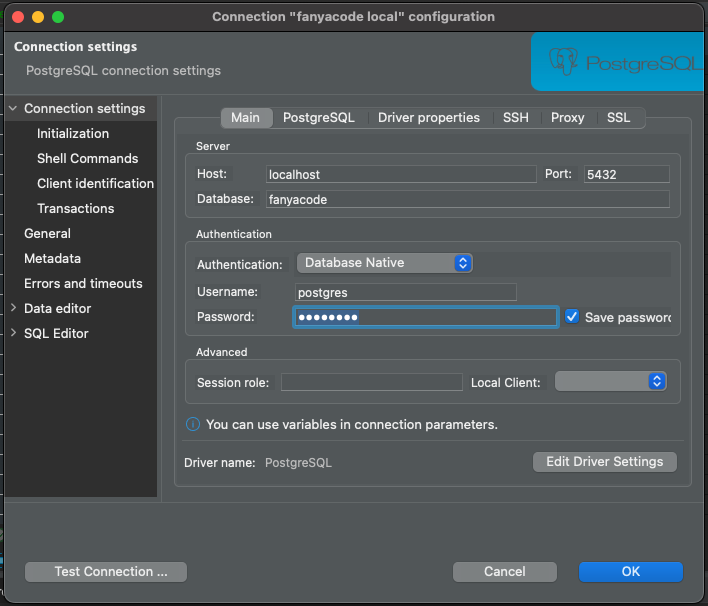 Connection "fanyacode local" configuration
Connection settings
PostgreSQL connection settings
PostgreSQL
Connection settings
Initialization
Shell Commands
Client identification
Transactions
General
Metadata
Errors and timeouts
Data editor
SQL Editor
Main PostgreSQL Driver properties SSH Proxy SSL
Server
Host: localhost Port: 5432
Database: fanyacode
Authentication
Authentication: Database Native
Username: postgres
Password: •••••••• Save password
Advanced
Session role: Local Client:
You can use variables in connection parameters.
Driver name: PostgreSQL Edit Driver Settings
Test Connection ... Cancel OK